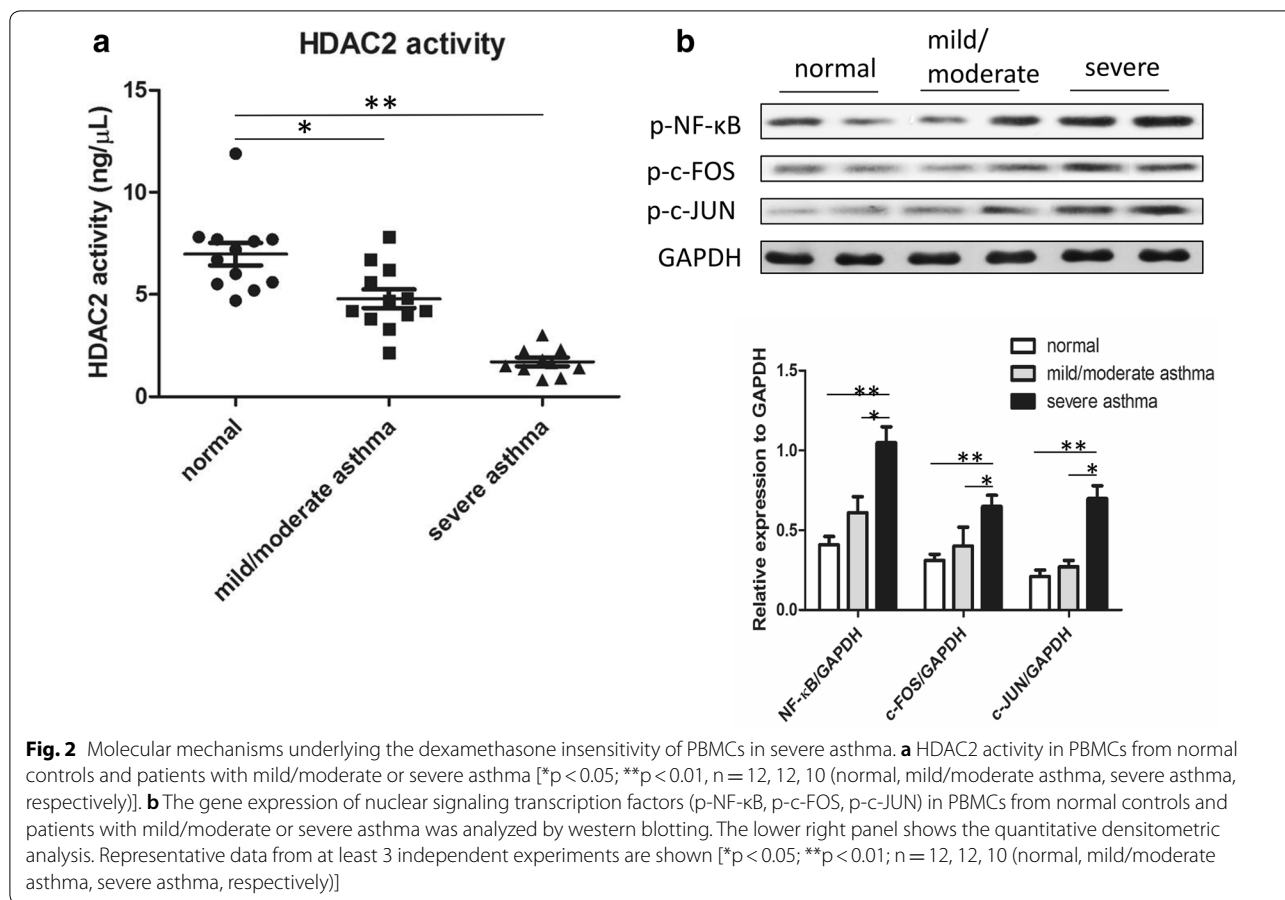 a
HDAC2 activity
HDAC2 activity (ng/μL)
15
10
5
0
**
*
normal
mild/moderate asthma
severe asthma
b
normal
mild/
moderate
severe
p-NF-κB
p-c-FOS
p-c-JUN
GAPDH
normal
mild/moderate asthma
severe asthma
Relative expression to GAPDH
1.5
1.0
0.5
0.0
**
*
**
*
**
*
NF-κB/GAPDH
c-FOS/GAPDH
c-JUN/GAPDH
Fig. 2 Molecular mechanisms underlying the dexamethasone insensitivity of PBMCs in severe asthma. a HDAC2 activity in PBMCs from normal
controls and patients with mild/moderate or severe asthma [*p < 0.05; **p < 0.01, n = 12, 12, 10 (normal, mild/moderate asthma, severe asthma,
respectively)]. b The gene expression of nuclear signaling transcription factors (p-NF-κB, p-c-FOS, p-c-JUN) in PBMCs from normal controls and
patients with mild/moderate or severe asthma was analyzed by western blotting. The lower right panel shows the quantitative densitometric
analysis. Representative data from at least 3 independent experiments are shown [*p < 0.05; **p < 0.01; n = 12, 12, 10 (normal, mild/moderate
asthma, severe asthma, respectively)]